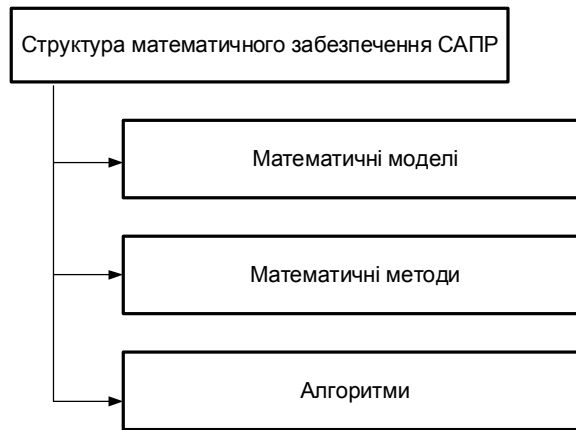 Структура математичного забезпечення САПР
Математичні моделі
Математичні методи
Алгоритми